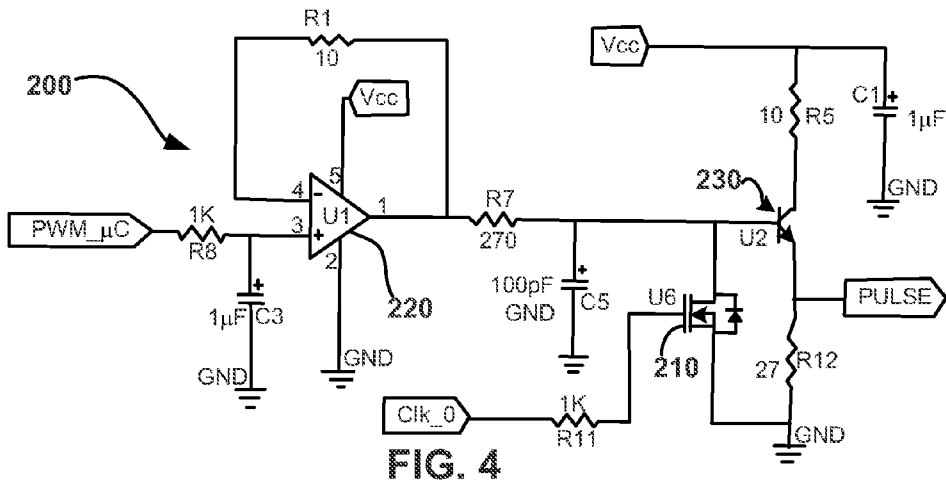 R1
10
Vcc
200
Vcc
C1
+
10
R5
1µF
GND
230
4
-
5
U1
1
R7
270
PWM_µC
1K
R8
3
+
2
U2
220
+
1µF
C3
100pF
+
GND
C5
U6
PULSE
210
GND
GND
27
R12
Clk_0
1K
R11
GND
FIG. 4